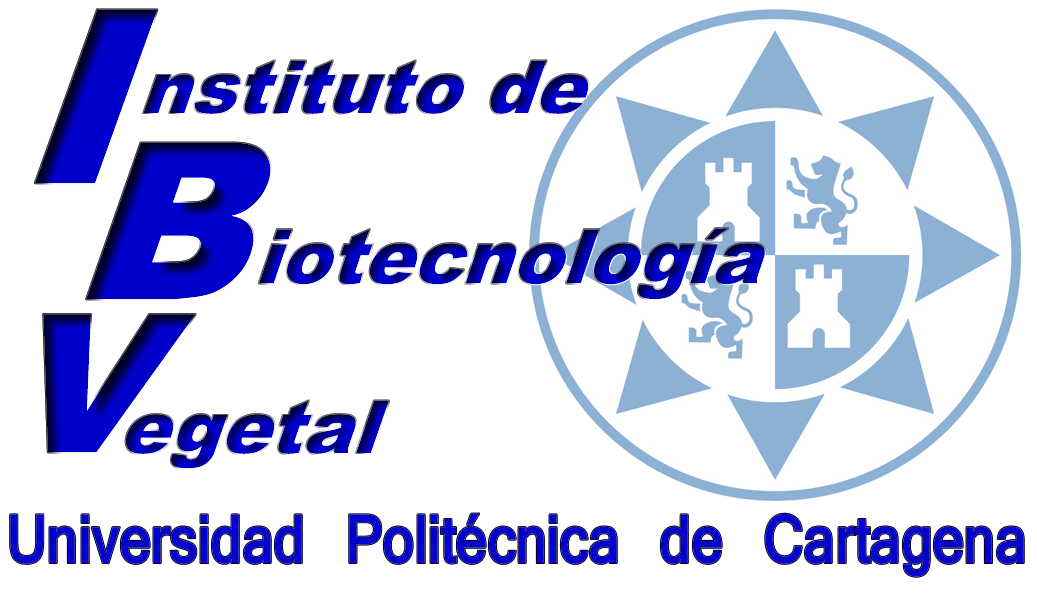 Instituto de
Biotecnología
Vegetal
Universidad Politécnica de Cartagena